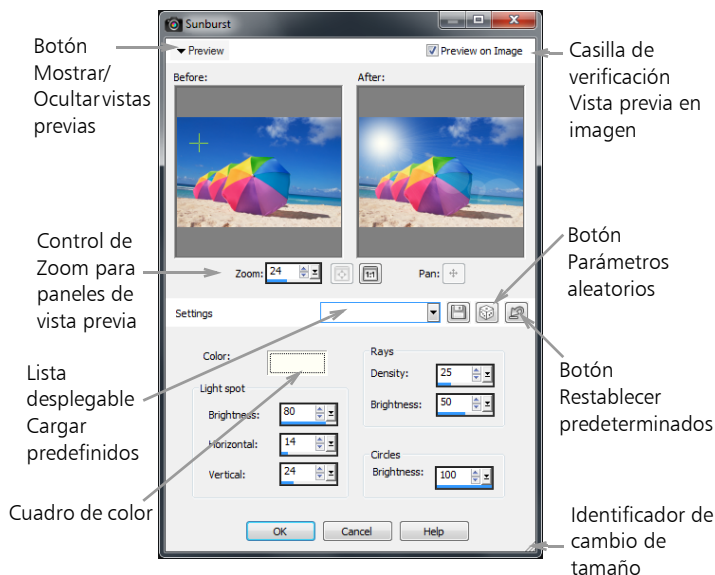 Sunburst
Botón
Mostrar/
Ocultar vistas
previas
Preview
Preview on Image
Casilla de
verificación
Vista previa en
imagen
Before:
After:
Control de
Zoom para
paneles de
vista previa
Zoom: 24
1:1
Pan:
Botón
Parámetros
aleatorios
Settings
Lista
desplegable
Cargar
predefinidos
Color:
Light spot
Brightness: 80
Horizontal: 14
Vertical: 24
Rays
Density: 25
Brightness: 50
Circles
Brightness: 100
Botón
Restablecer
predeterminados
Cuadro de color
OK
Cancel
Help
Identificador de
cambio de
tamaño